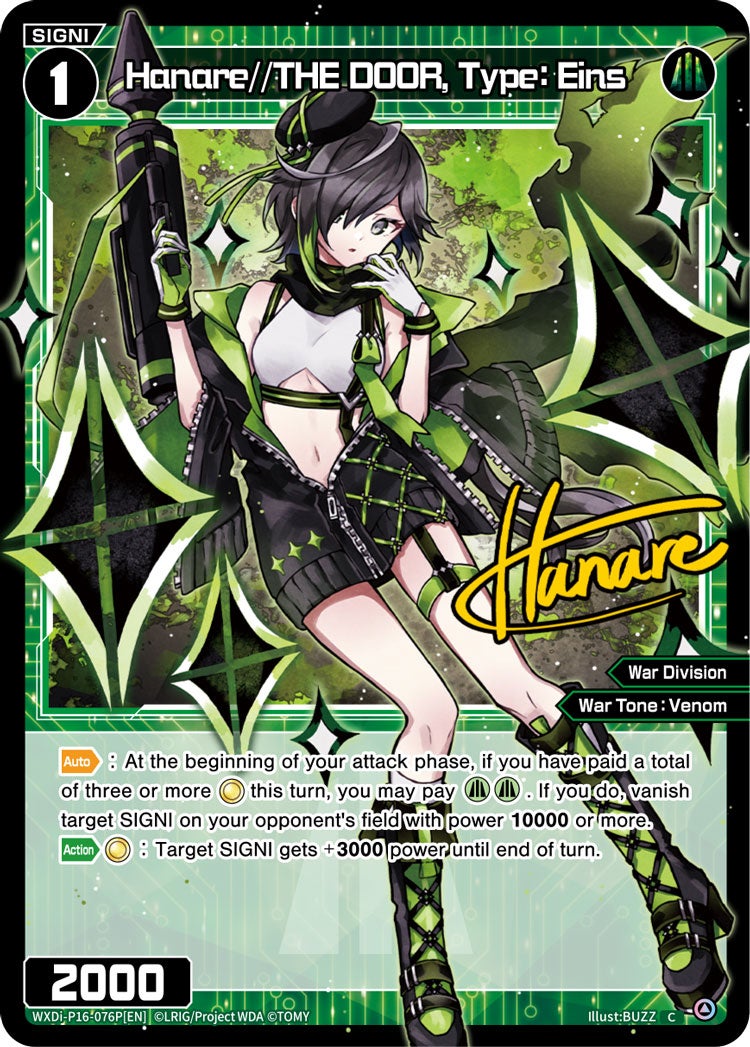 SIGNI
1
Hanare//THE DOOR, Type: Eins
Hanare
War Division
War Tone : Venom
Auto : At the beginning of your attack phase, if you have paid a total
of three or more this turn, you may pay . If you do, vanish
target SIGNI on your opponent's field with power 10000 or more.
Action : Target SIGNI gets +3000 power until end of turn.
2000
WXDi-P16-076P[EN] ©LRIG/Project WDA ©TOMY
Illust:BUZZ C